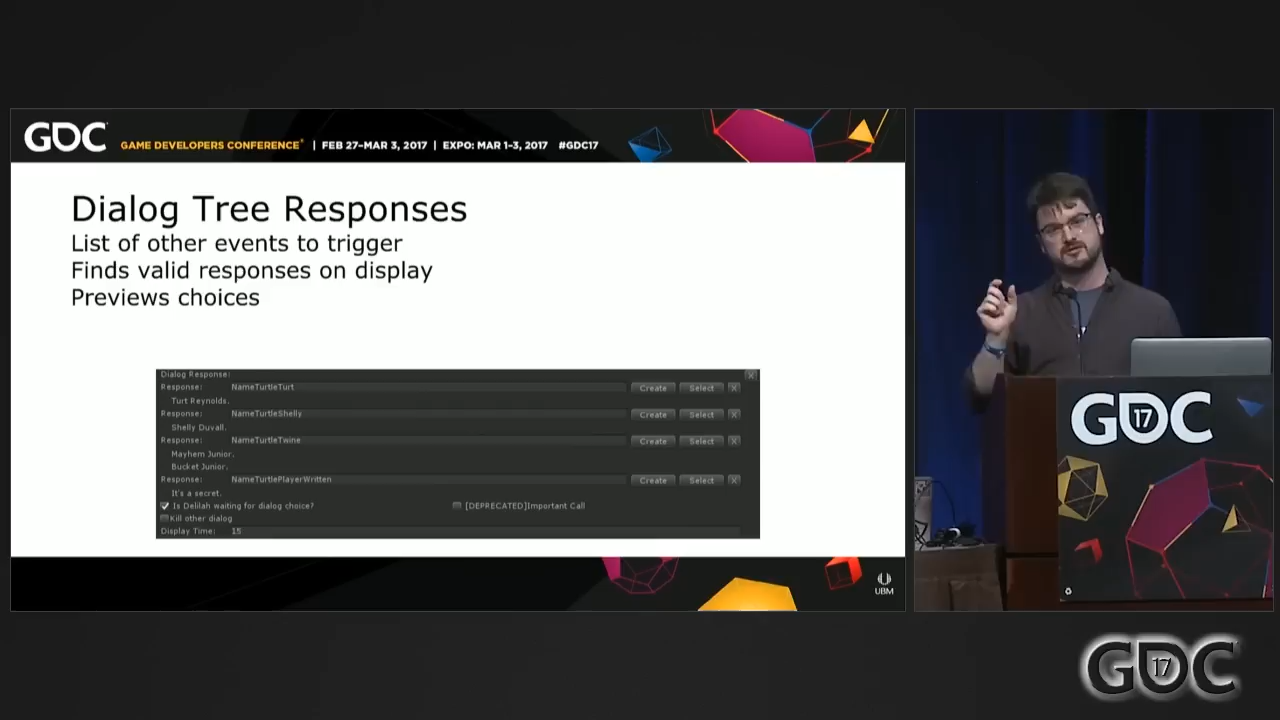 GDC GAME DEVELOPERS CONFERENCE® | FEB 27-MAR 3, 2017 | EXPO: MAR 1-3, 2017 #GDC17
Dialog Tree Responses
List of other events to trigger
Finds valid responses on display
Previews choices
Dialog Response: X
Response: NameTurtleTurt Create Select X
Turt Reynolds.
Response: NameTurtleShelly Create Select X
Shelly Duvall.
Response: NameTurtleTwine Create Select X
Mayhem Junior.
Bucket Junior.
Response: NameTurtlePlayerWritten Create Select X
It's a secret.
Is Delilah waiting for dialog choice? [DEPRECATED]Important Call
Kill other dialog
Display Time: 15
UBM
GDC 17
GDC 17